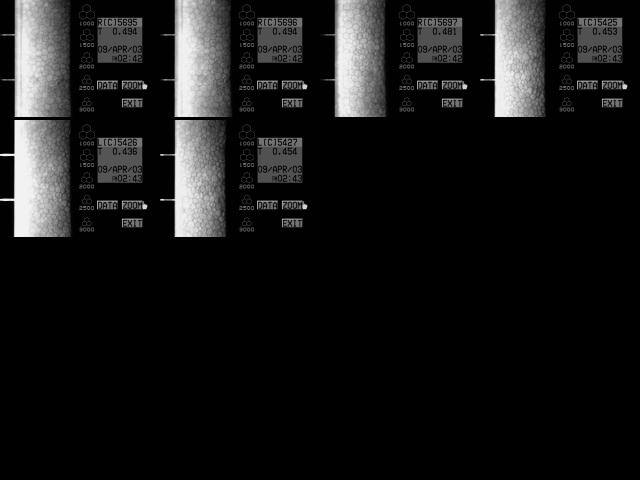 1000
R(C)5695
T 0.494
1500
09/APR/03
PM02:42
2000
2500
DATA ZOOM
EXIT
3000
1000
R(C)5696
T 0.494
1500
09/APR/03
PM02:42
2000
2500
DATA ZOOM
EXIT
3000
1000
R(C)5697
T 0.481
1500
09/APR/03
PM02:42
2000
2500
DATA ZOOM
EXIT
3000
1000
L(C)5425
T 0.453
1500
09/APR/03
PM02:43
2000
2500
DATA ZOOM
EXIT
3000
1000
L(C)5426
T 0.436
1500
09/APR/03
PM02:43
2000
2500
DATA ZOOM
EXIT
3000
1000
L(C)5427
T 0.454
1500
09/APR/03
PM02:43
2000
2500
DATA ZOOM
EXIT
3000